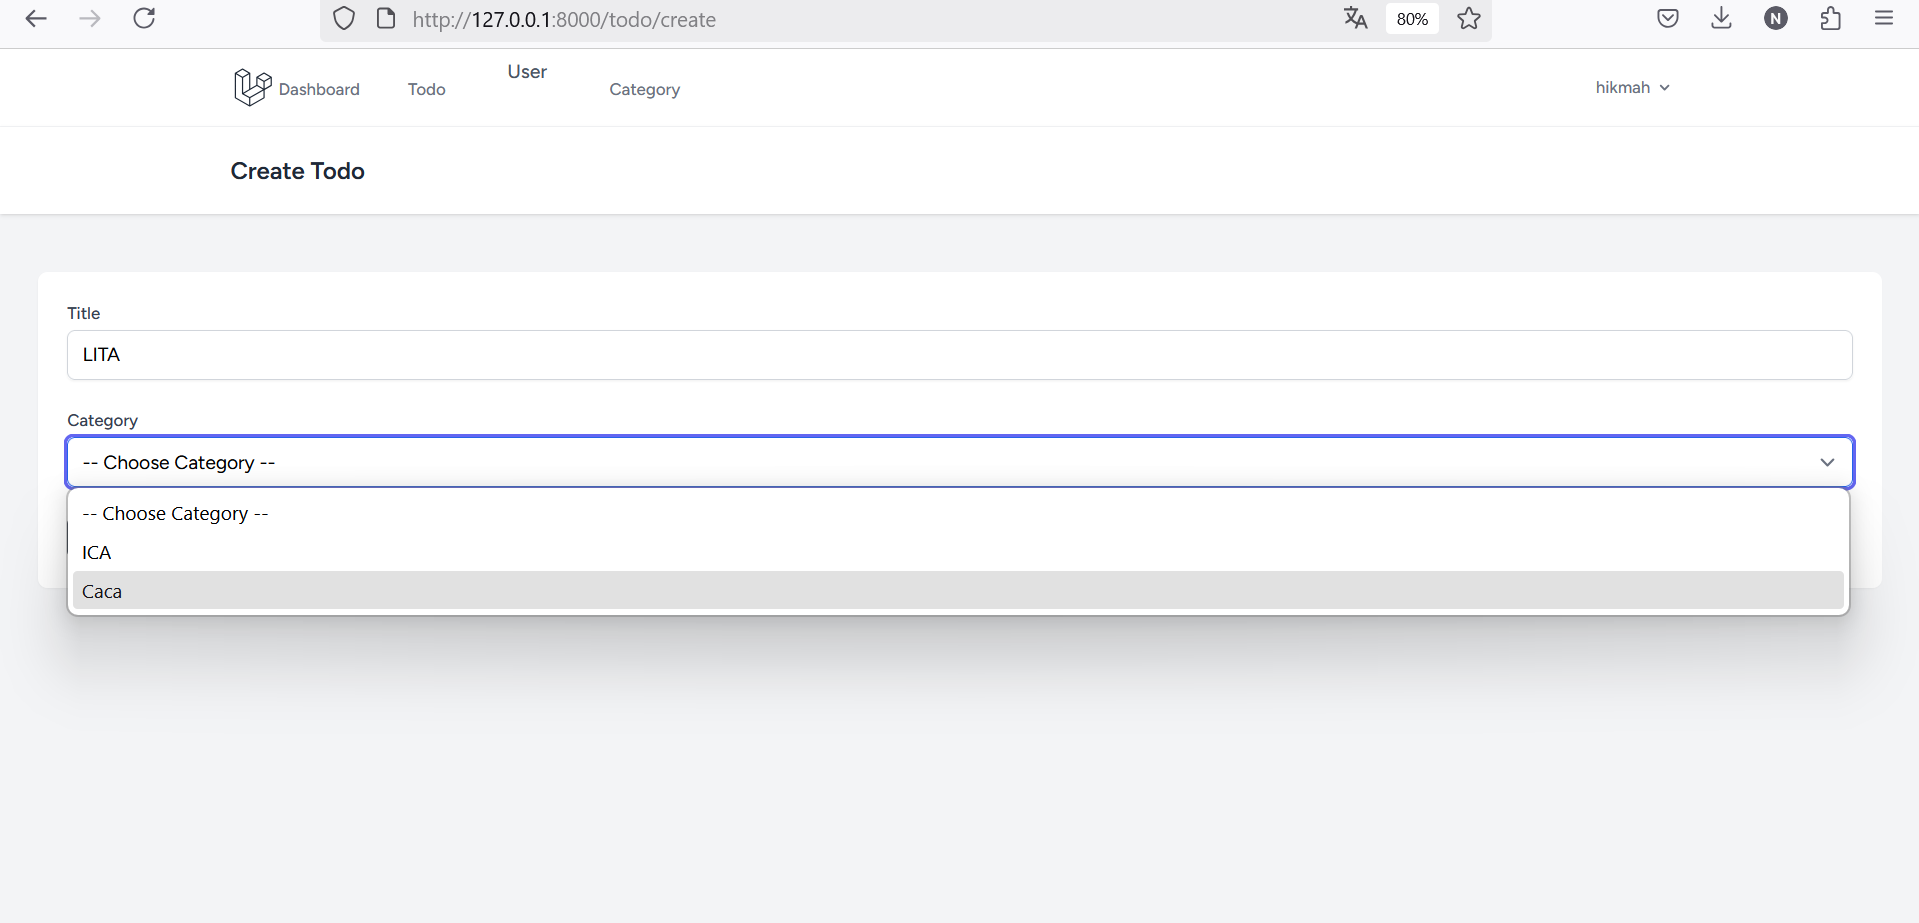 http://127.0.0.1:8000/todo/create 80% N
Dashboard Todo User Category hikmah
Create Todo
Title
LITA
Category
-- Choose Category --
-- Choose Category --
ICA
Caca